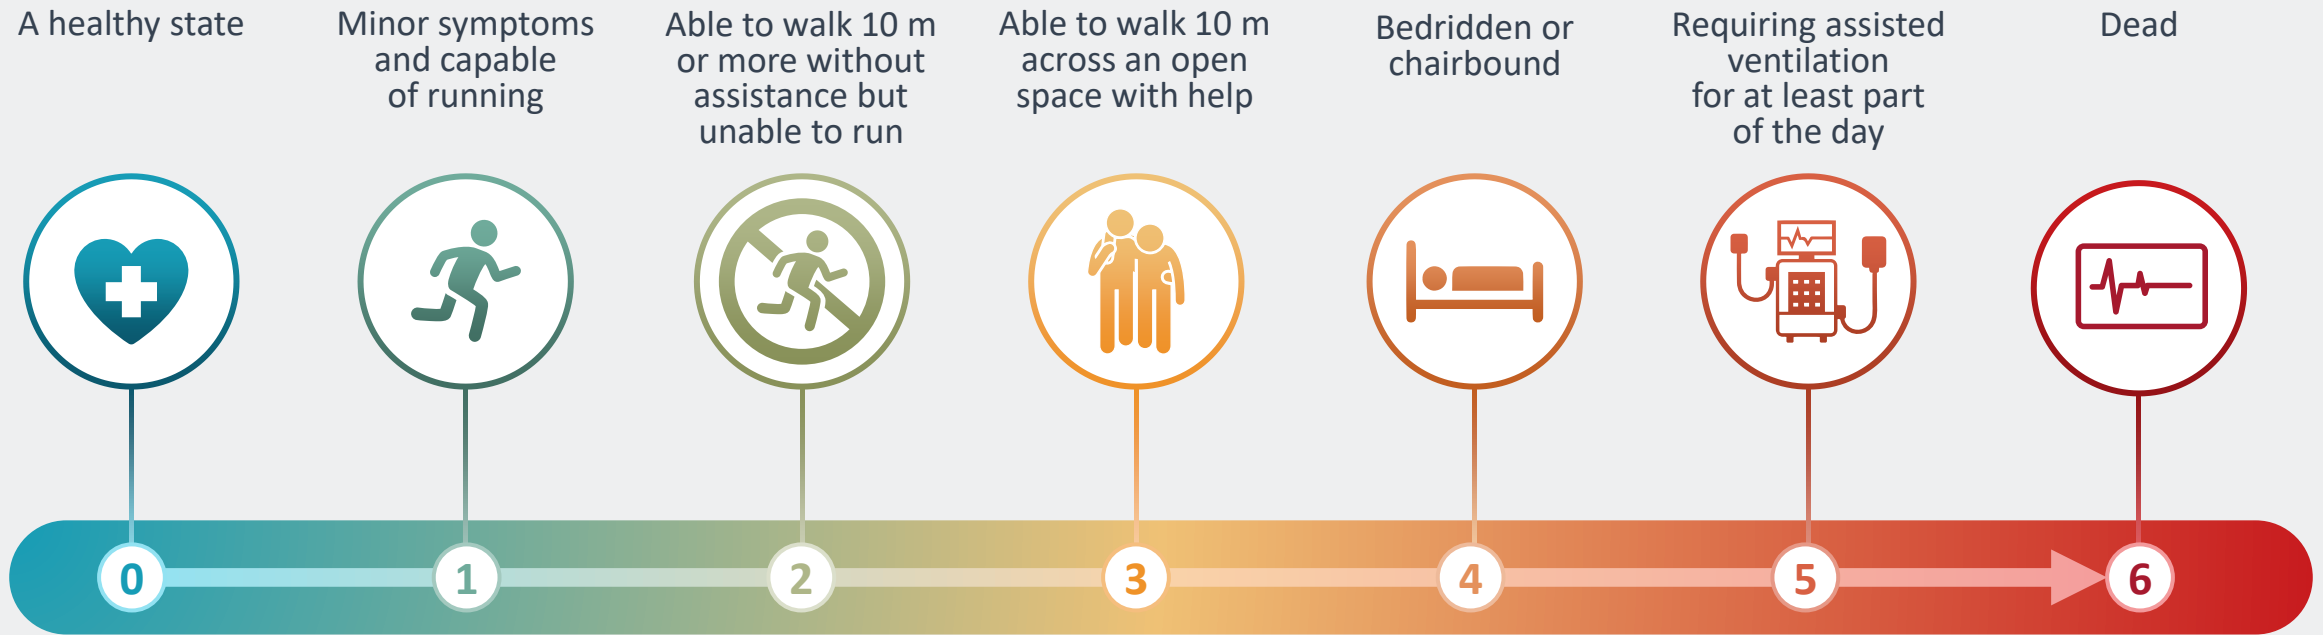 A healthy state
Minor symptoms
and capable
of running
Able to walk 10 m
or more without
assistance but
unable to run
Able to walk 10 m
across an open
space with help
Bedridden or
chairbound
Requiring assisted
ventilation
for at least part
of the day
Dead
0
1
2
3
4
5
6